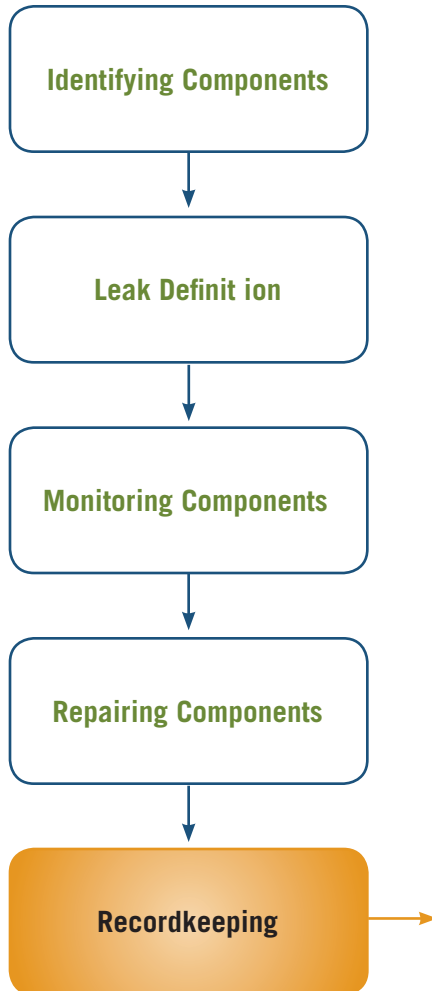 Identifying Components
Leak Definit ion
Monitoring Components
Repairing Components
Recordkeeping